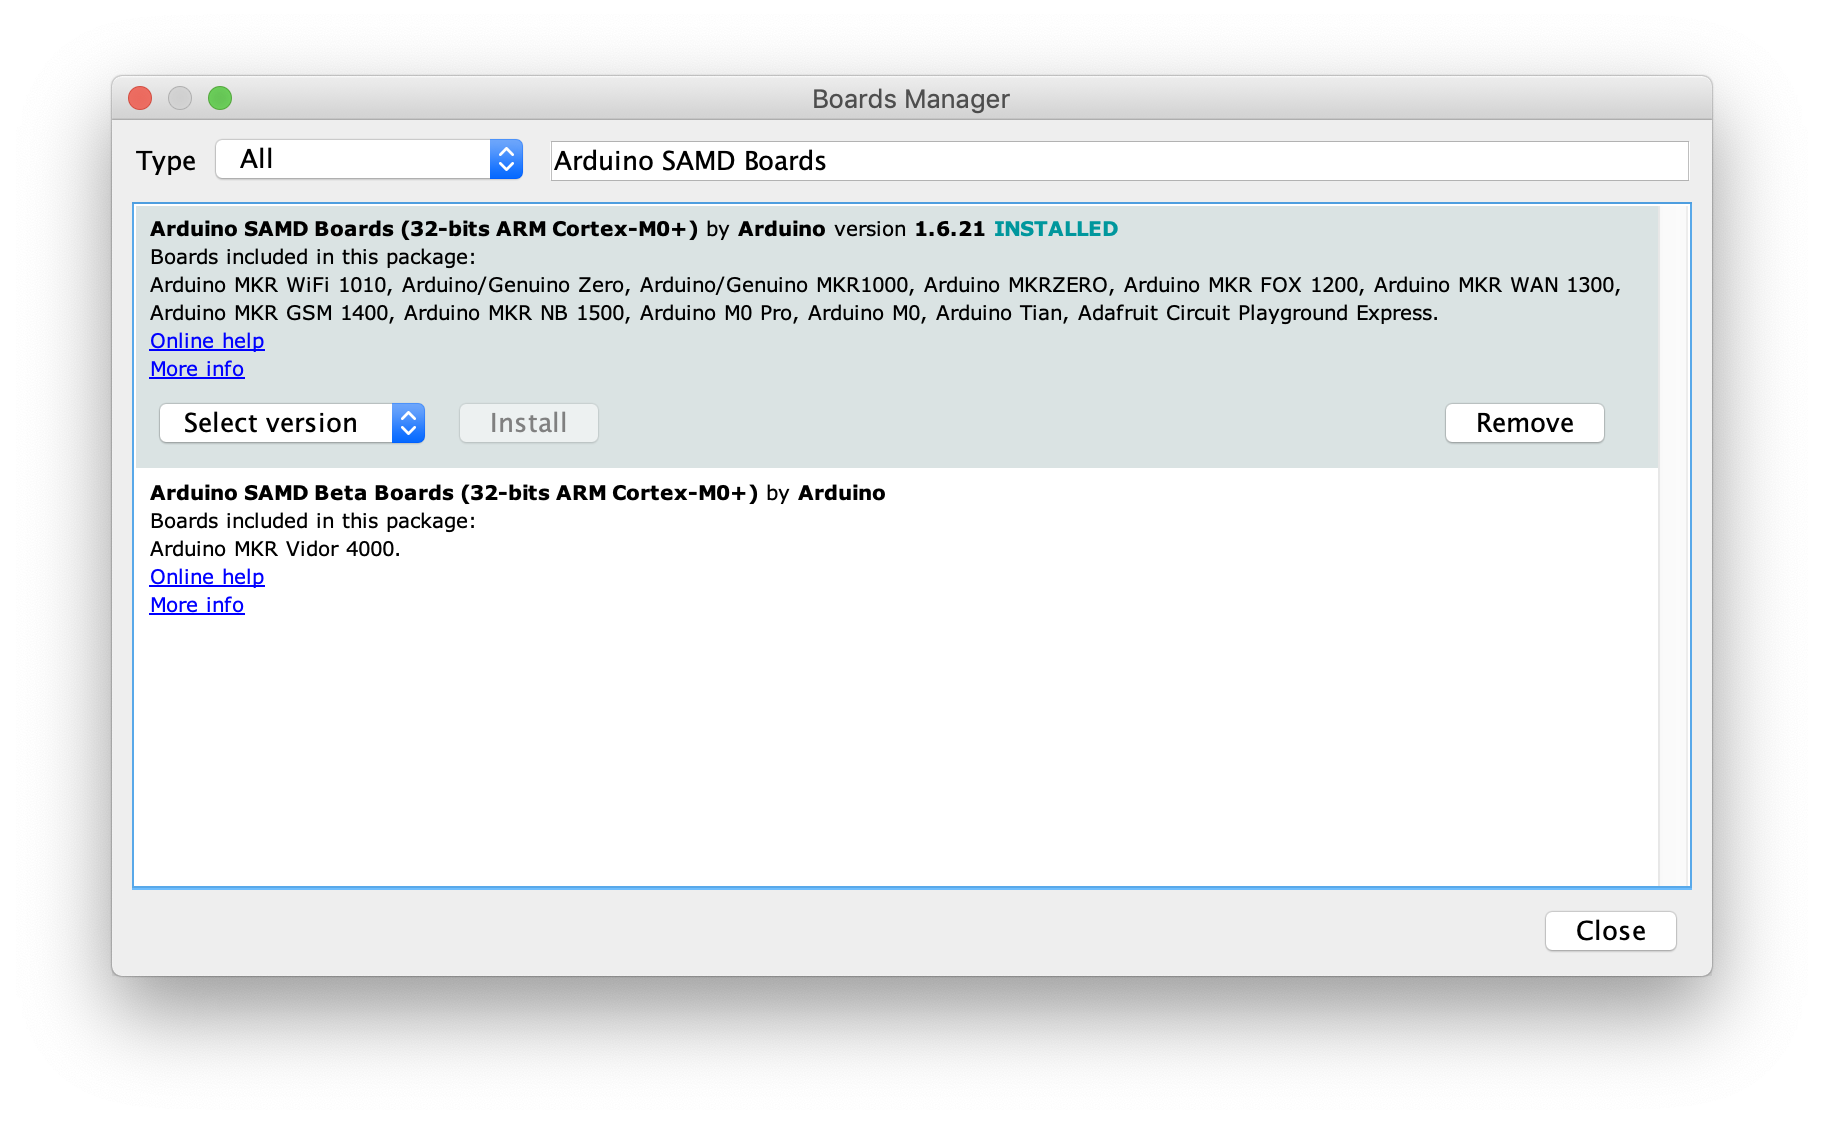 Boards Manager
Type All Arduino SAMD Boards
Arduino SAMD Boards (32-bits ARM Cortex-M0+) by Arduino version 1.6.21 INSTALLED
Boards included in this package:
Arduino MKR WiFi 1010, Arduino/Genuino Zero, Arduino/Genuino MKR1000, Arduino MKRZERO, Arduino MKR FOX 1200, Arduino MKR WAN 1300,
Arduino MKR GSM 1400, Arduino MKR NB 1500, Arduino M0 Pro, Arduino M0, Arduino Tian, Adafruit Circuit Playground Express.
Online help
More info
Select version Install Remove
Arduino SAMD Beta Boards (32-bits ARM Cortex-M0+) by Arduino
Boards included in this package:
Arduino MKR Vidor 4000.
Online help
More info
Close